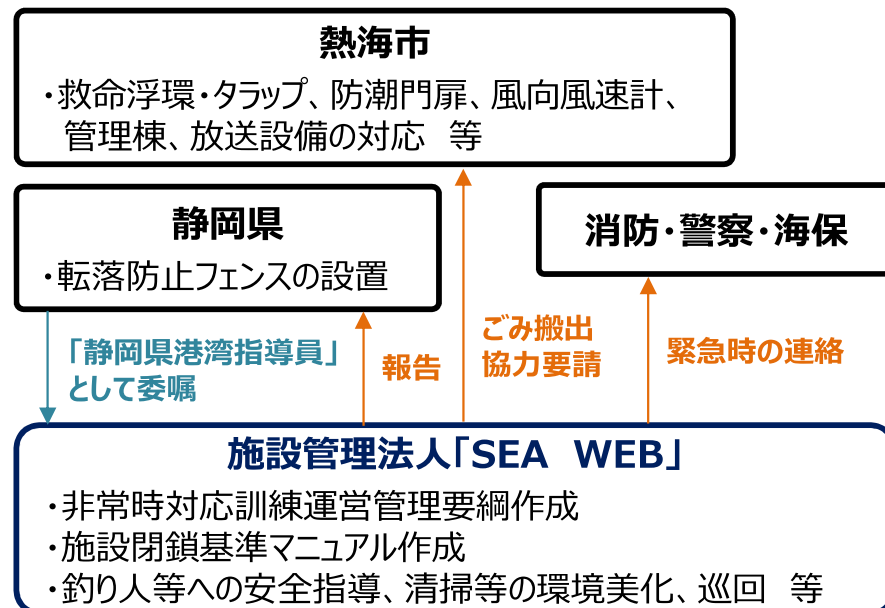 熱海市
・救命浮環・タラップ、防潮門扉、風向風速計、
管理棟、放送設備の対応　等
静岡県
・転落防止フェンスの設置
消防・警察・海保
「静岡県港湾指導員」
として委嘱
報告
ごみ搬出
協力要請
緊急時の連絡
施設管理法人「SEA　WEB」
・非常時対応訓練運営管理要綱作成
・施設閉鎖基準マニュアル作成
・釣り人等への安全指導、清掃等の環境美化、巡回　等